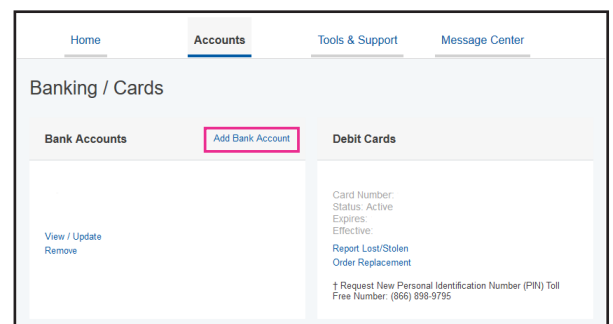 Home Accounts Tools & Support Message Center
Banking / Cards
Bank Accounts Add Bank Account
View / Update
Remove
Debit Cards
Card Number:
Status: Active
Expires:
Effective:
Report Lost/Stolen
Order Replacement
† Request New Personal Identification Number (PIN) Toll
Free Number: (866) 898-9795